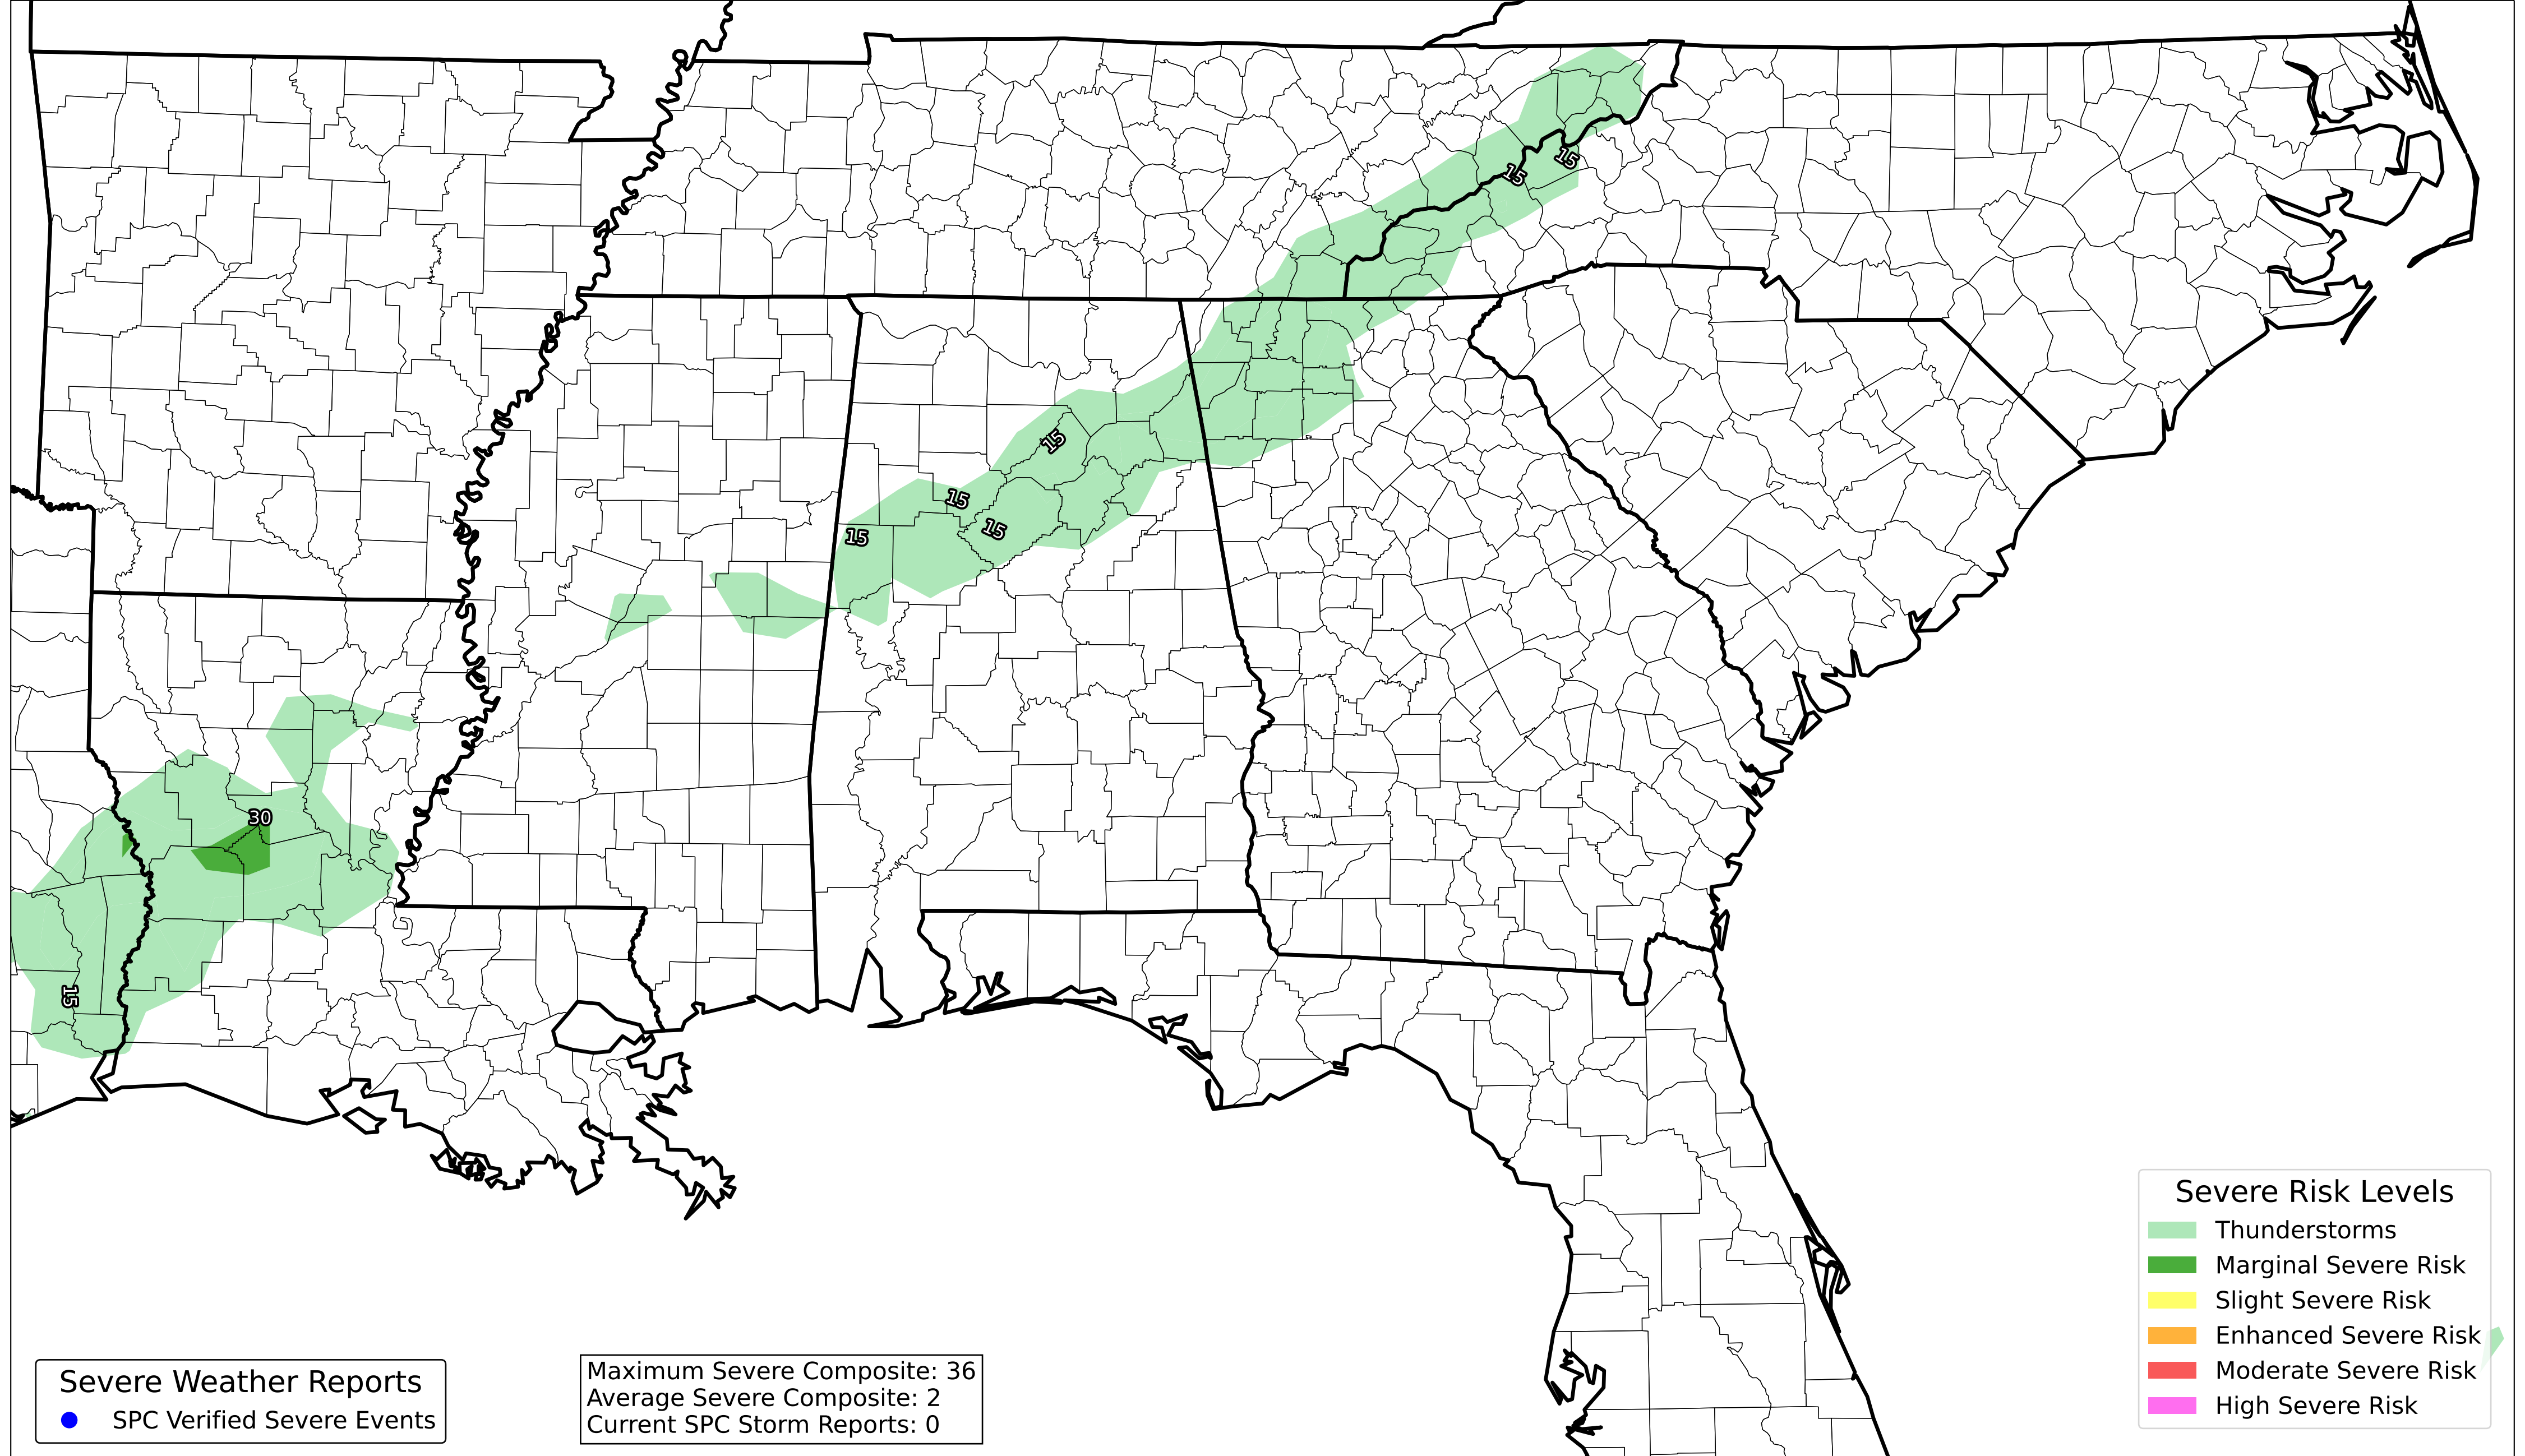 15
15
15
15
15
15
30
15
Severe Risk Levels
Thunderstorms
Marginal Severe Risk
Slight Severe Risk
Enhanced Severe Risk
Moderate Severe Risk
High Severe Risk
Severe Weather Reports
SPC Verified Severe Events
Maximum Severe Composite: 36
Average Severe Composite: 2
Current SPC Storm Reports: 0